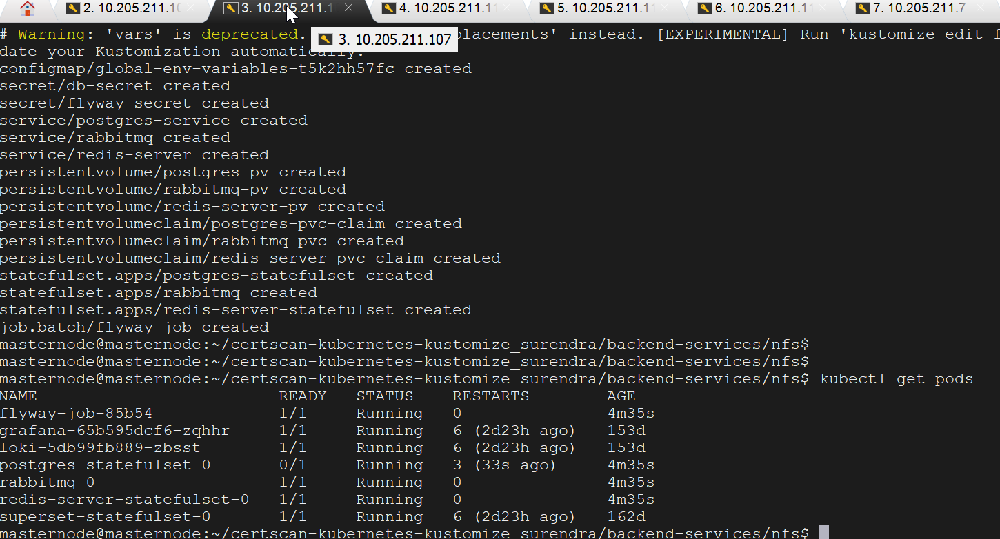 2. 10.205.211.10
3. 10.205.211.1
4. 10.205.211.11
5. 10.205.211.11
6. 10.205.211.11
7. 10.205.211.7
# Warning: 'vars' is deprecated. placements' instead. [EXPERIMENTAL] Run 'kustomize edit f
3. 10.205.211.107
date your Kustomization automatically.
configmap/global-env-variables-t5k2hh57fc created
secret/db-secret created
secret/flyway-secret created
service/postgres-service created
service/rabbitmq created
service/redis-server created
persistentvolume/postgres-pv created
persistentvolume/rabbitmq-pv created
persistentvolume/redis-server-pv created
persistentvolumeclaim/postgres-pvc-claim created
persistentvolumeclaim/rabbitmq-pvc created
persistentvolumeclaim/redis-server-pvc-claim created
statefulset.apps/postgres-statefulset created
statefulset.apps/rabbitmq created
statefulset.apps/redis-server-statefulset created
job.batch/flyway-job created
masternode@masternode:~/certscan-kubernetes-kustomize_surendra/backend-services/nfs$
masternode@masternode:~/certscan-kubernetes-kustomize_surendra/backend-services/nfs$
masternode@masternode:~/certscan-kubernetes-kustomize_surendra/backend-services/nfs$ kubectl get pods
NAME READY STATUS RESTARTS AGE
flyway-job-85b54 1/1 Running 0 4m35s
grafana-65b595dcf6-zqhhr 1/1 Running 6 (2d23h ago) 153d
loki-5db99fb889-zbsst 1/1 Running 6 (2d23h ago) 153d
postgres-statefulset-0 0/1 Running 3 (33s ago) 4m35s
rabbitmq-0 1/1 Running 0 4m35s
redis-server-statefulset-0 1/1 Running 0 4m35s
superset-statefulset-0 1/1 Running 6 (2d23h ago) 162d
masternode@masternode:~/certscan-kubernetes-kustomize_surendra/backend-services/nfs$